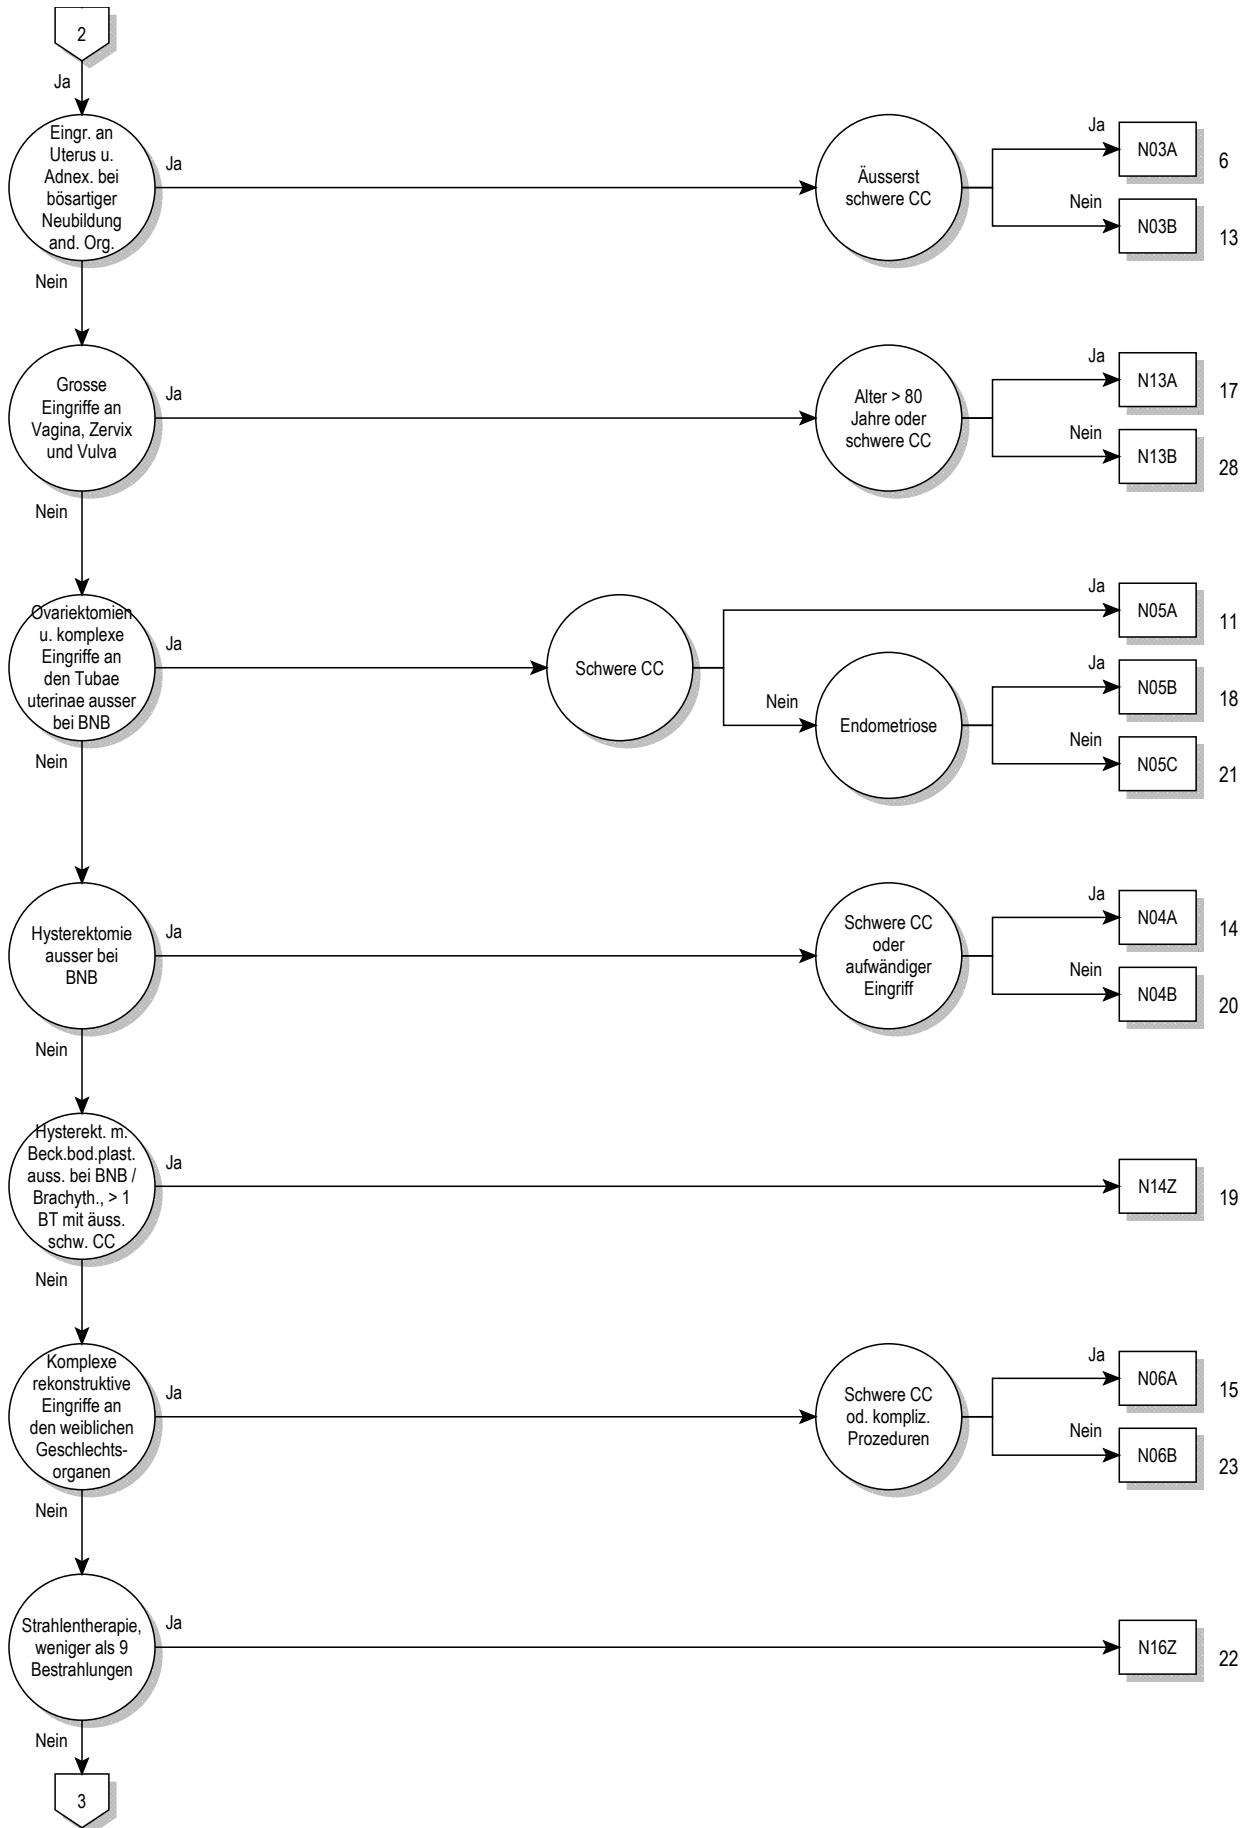 2
Ja
Eingr. an
Uterus u.
Adnex. bei
bösartiger
Neubildung
and. Org.
Ja
Äusserst
schwere CC
Ja
N03A
6
Nein
N03B
13
Nein
Grosse
Eingriffe an
Vagina, Zervix
und Vulva
Ja
Alter > 80
Jahre oder
schwere CC
Ja
N13A
17
Nein
N13B
28
Nein
Ovariektomien
u. komplexe
Eingriffe an
den Tubae
uterinae ausser
bei BNB
Ja
Schwere CC
Ja
N05A
11
Nein
Endometriose
Ja
N05B
18
Nein
N05C
21
Nein
Hysterektomie
ausser bei
BNB
Ja
Schwere CC
oder
aufwändiger
Eingriff
Ja
N04A
14
Nein
N04B
20
Nein
Hysterekt. m.
Beck.bod.plast.
auss. bei BNB /
Brachyth., > 1
BT mit äuss.
schw. CC
Ja
N14Z
19
Nein
Komplexe
rekonstruktive
Eingriffe an
den weiblichen
Geschlechts-
organen
Ja
Schwere CC
od. kompliz.
Prozeduren
Ja
N06A
15
Nein
N06B
23
Nein
Strahlentherapie,
weniger als 9
Bestrahlungen
Ja
N16Z
22
Nein
3